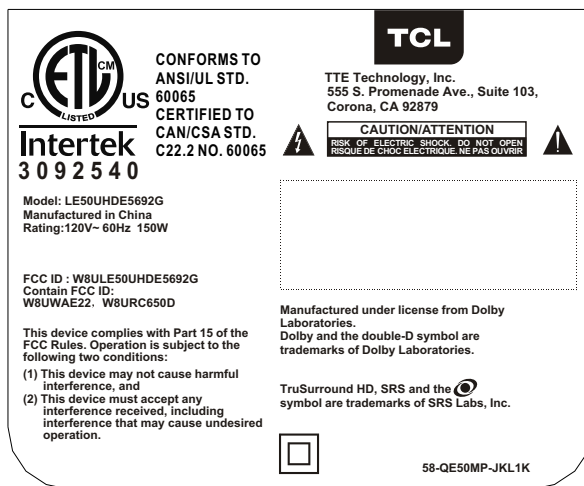 CM
ETL
C US
LISTED
Intertek
3092540
CONFORMS TO
ANSI/UL STD.
60065
CERTIFIED TO
CAN/CSA STD.
C22.2 NO. 60065
Model: LE50UHDE5692G
Manufactured in China
Rating:120V~ 60Hz 150W
FCC ID : W8ULE50UHDE5692G
Contain FCC ID:
W8UWAE22，W8URC650D
This device complies with Part 15 of the
FCC Rules. Operation is subject to the
following two conditions:
(1) This device may not cause harmful
interference, and
(2) This device must accept any
interference received, including
interference that may cause undesired
operation.
TCL
TTE Technology, Inc.
555 S. Promenade Ave., Suite 103,
Corona, CA 92879
CAUTION/ATTENTION
RISK OF ELECTRIC SHOCK. DO NOT OPEN
RISQUE DE CHOC ELECTRIQUE. NE PAS OUVRIR
Manufactured under license from Dolby
Laboratories.
Dolby and the double-D symbol are
trademarks of Dolby Laboratories.
TruSurround HD, SRS and the
symbol are trademarks of SRS Labs, Inc.
58-QE50MP-JKL1K